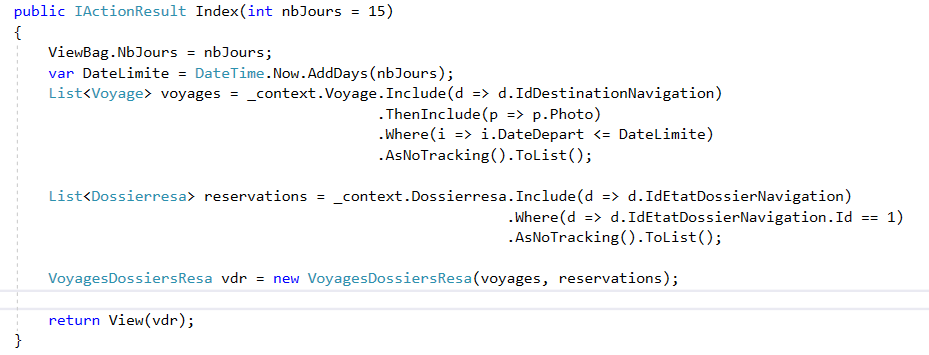 public IActionResult Index(int nbJours = 15)
{
ViewBag.NbJours = nbJours;
var DateLimite = DateTime.Now.AddDays(nbJours);
List<Voyage> voyages = _context.Voyage.Include(d => d.IdDestinationNavigation)
.ThenInclude(p => p.Photo)
.Where(i => i.DateDepart <= DateLimite)
.AsNoTracking().ToList();
List<Dossierresa> reservations = _context.Dossierresa.Include(d => d.IdEtatDossierNavigation)
.Where(d => d.IdEtatDossierNavigation.Id == 1)
.AsNoTracking().ToList();
VoyagesDossiersResa vdr = new VoyagesDossiersResa(voyages, reservations);
return View(vdr);
}